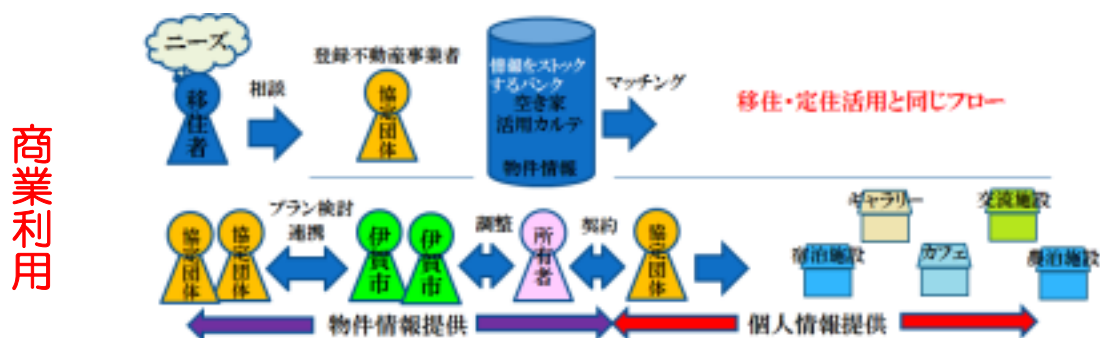 商業利用
ニーズ
移住者
相談
登録不動産事業者
協定団体
情報をストック
するバンク
空き家
活用カルテ
物件情報
マッチング
移住・定住活用と同じフロー
協定団体
協定団体
プラン検討
連携
伊賀市
伊賀市
調整
所有者
契約
協定団体
ギャラリー
交流施設
宿泊施設
カフェ
農泊施設
物件情報提供
個人情報提供